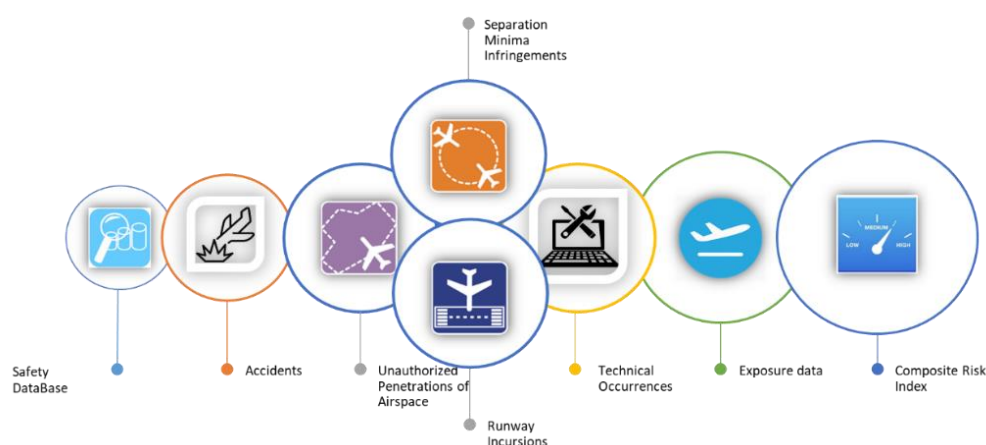 Separation
Minima
Infringements
LOW
MEDIUM
HIGH
Safety
DataBase
Accidents
Unauthorized
Penetrations of
Airspace
Technical
Occurrences
Exposure data
Composite Risk
Index
Runway
Incursions